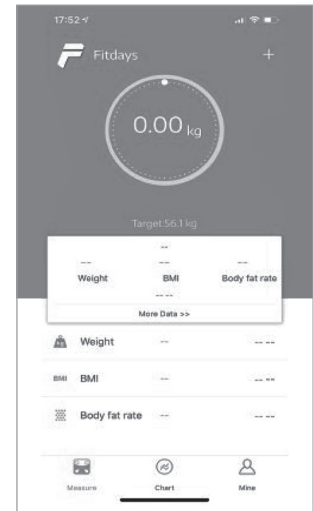 17:52
Fitdays +
0.00 kg
Target:56.1 kg
--
-- -- --
Weight BMI Body fat rate
-- --
More Data >>
Weight -- -- --
BMI BMI -- -- --
Body fat rate -- -- --
Measure Chart Mine